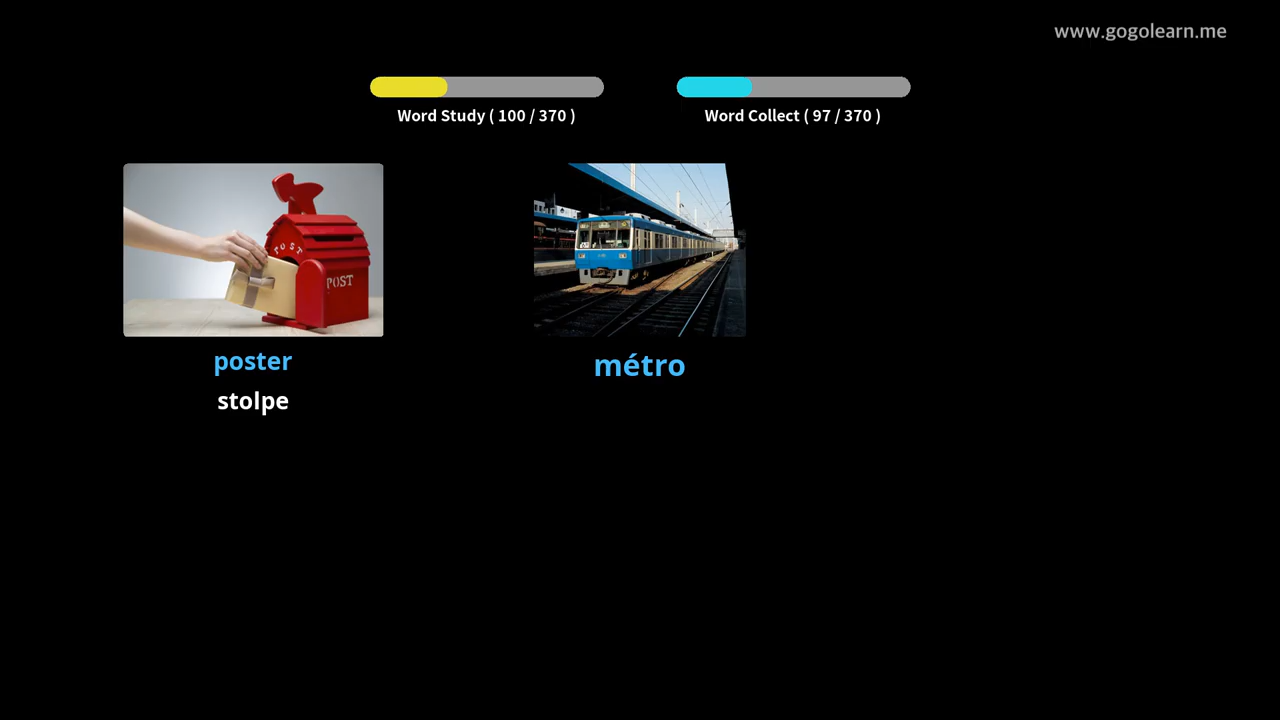 www.gogolearn.me
Word Study ( 100 / 370 )
Word Collect ( 97 / 370 )
POST
POST
poster
métro
stolpe